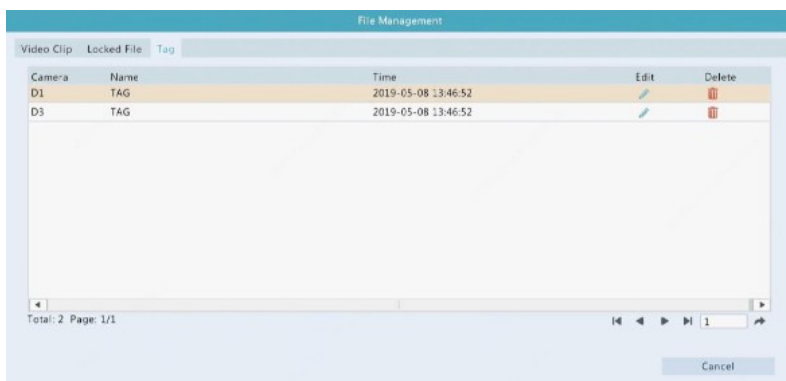 File Management
Video Clip Locked File Tag
Camera Name Time Edit Delete
D1 TAG 2019-05-08 13:46:52
D3 TAG 2019-05-08 13:46:52
Total: 2 Page: 1/1
1
Cancel